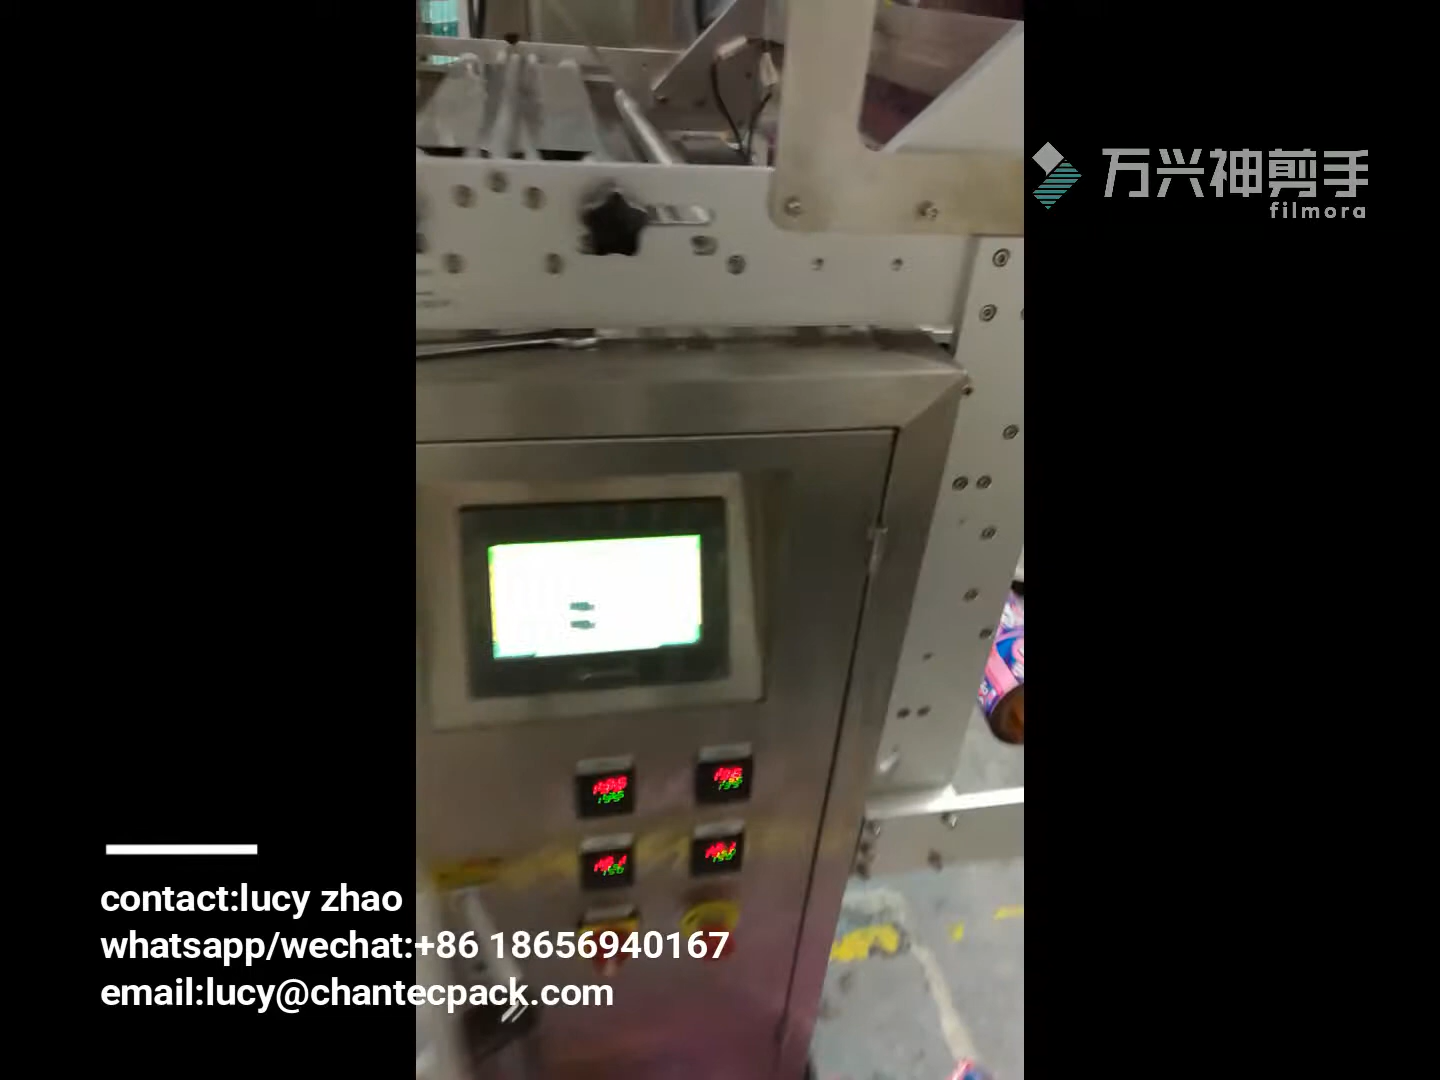 万兴神剪手
filmora
contact:lucy zhao
whatsapp/wechat:+86 18656940167
email:lucy@chantecpack.com